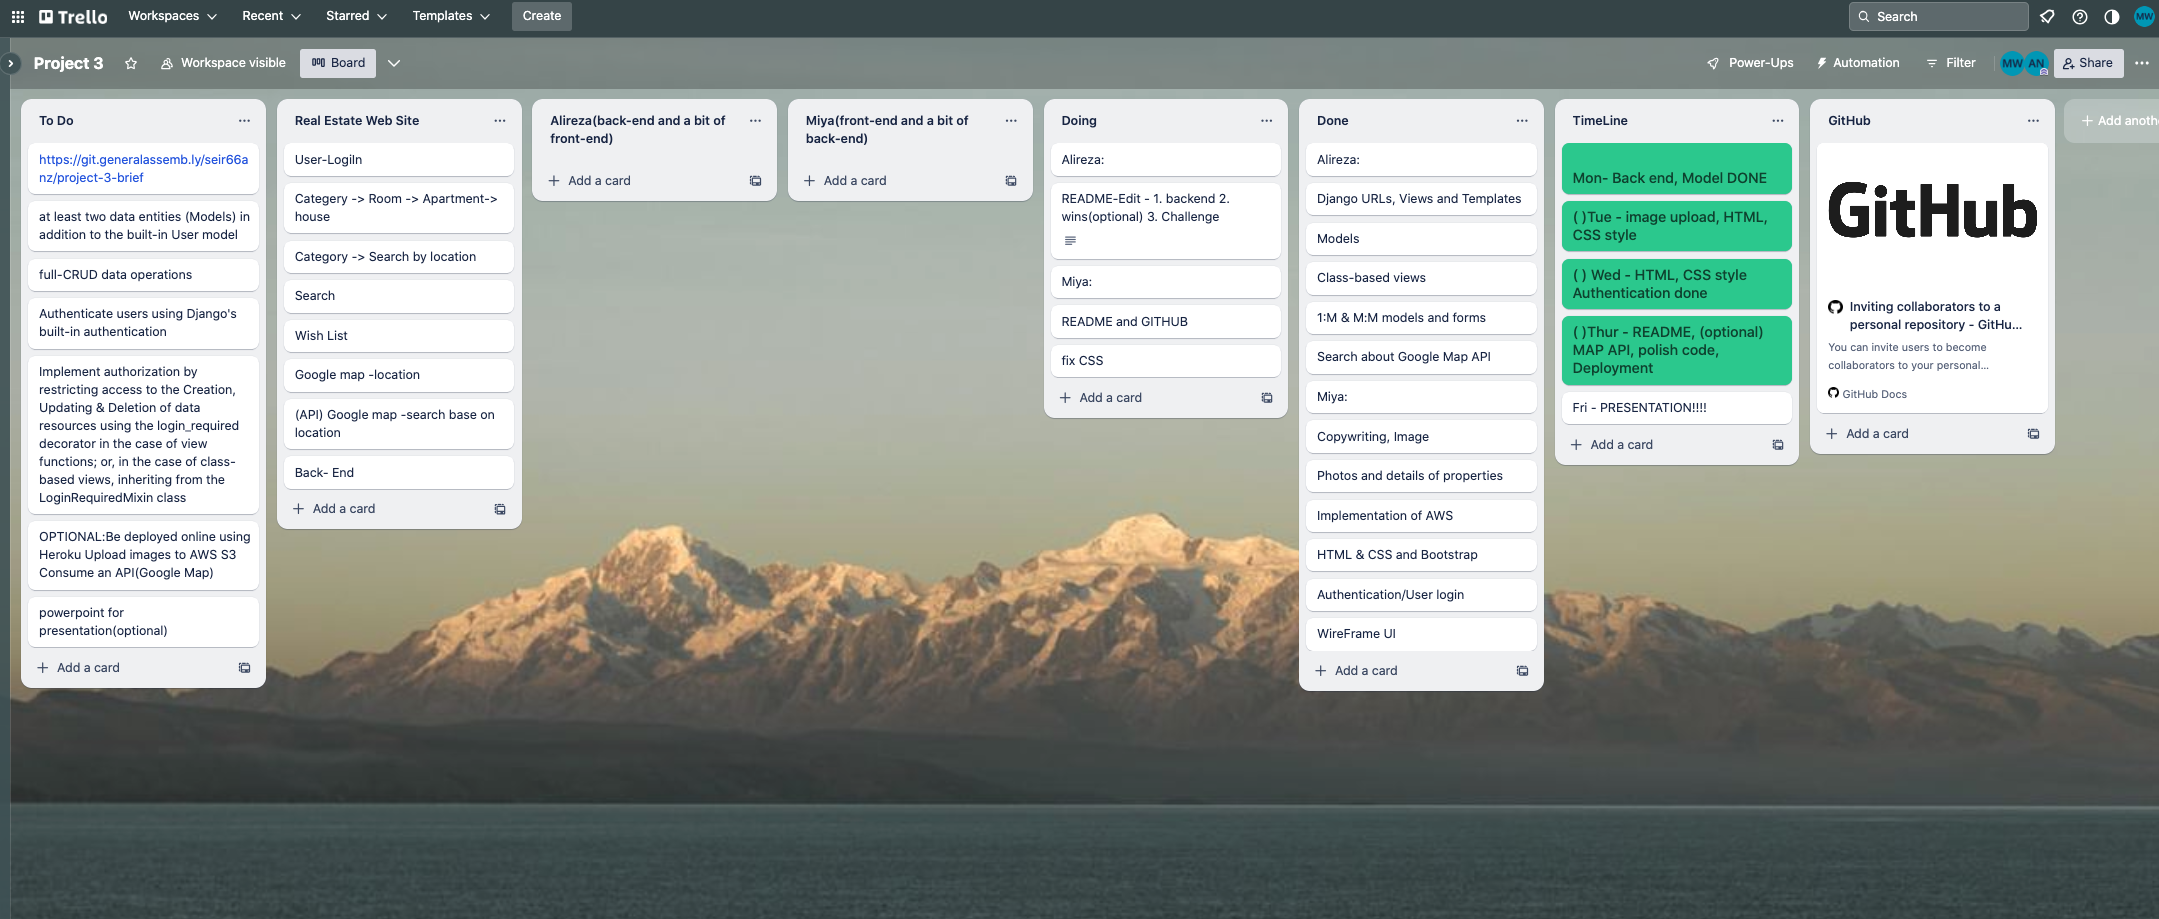 Trello
Workspaces
Recent
Starred
Templates
Create
Search
MW
Project 3
Workspace visible
Board
Power-Ups
Automation
Filter
MW
AN
Share
To Do
https://git.generalassemb.ly/seir66a
nz/project-3-brief
at least two data entities (Models) in
addition to the built-in User model
full-CRUD data operations
Authenticate users using Django's
built-in authentication
Implement authorization by
restricting access to the Creation,
Updating & Deletion of data
resources using the login_required
decorator in the case of view
functions; or, in the case of class-
based views, inheriting from the
LoginRequiredMixin class
OPTIONAL:Be deployed online using
Heroku Upload images to AWS S3
Consume an API(Google Map)
powerpoint for
presentation(optional)
Add a card
Real Estate Web Site
User-LogiIn
Categery -> Room -> Apartment->
house
Category -> Search by location
Search
Wish List
Google map -location
(API) Google map -search base on
location
Back- End
Add a card
Alireza(back-end and a bit of
front-end)
Add a card
Miya(front-end and a bit of
back-end)
Add a card
Doing
Alireza:
README-Edit - 1. backend 2.
wins(optional) 3. Challenge
Miya:
README and GITHUB
fix CSS
Add a card
Done
Alireza:
Django URLs, Views and Templates
Models
Class-based views
1:M & M:M models and forms
Search about Google Map API
Miya:
Copywriting, Image
Photos and details of properties
Implementation of AWS
HTML & CSS and Bootstrap
Authentication/User login
WireFrame UI
Add a card
TimeLine
Mon- Back end, Model DONE
( )Tue - image upload, HTML,
CSS style
( ) Wed - HTML, CSS style
Authentication done
( )Thur - README, (optional)
MAP API, polish code,
Deployment
Fri - PRESENTATION!!!!
Add a card
GitHub
GitHub
Inviting collaborators to a
personal repository - GitHu...
You can invite users to become
collaborators to your personal...
GitHub Docs
Add a card
Add anoth